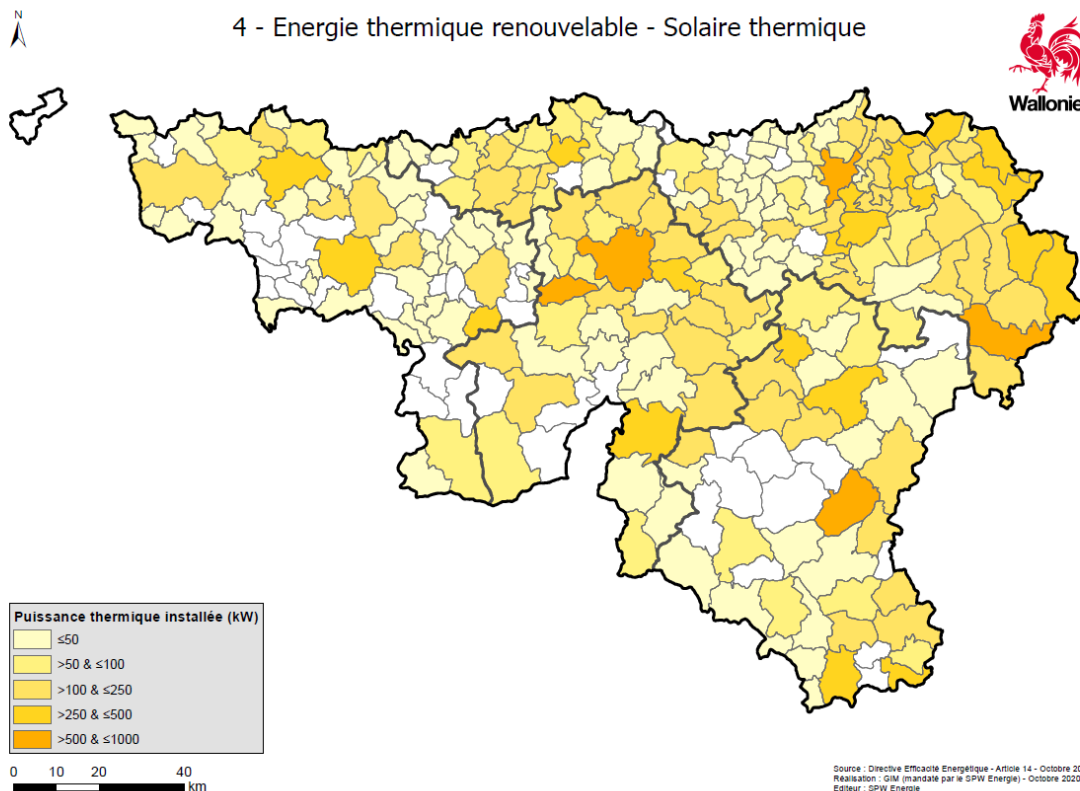 N
4 - Energie thermique renouvelable - Solaire thermique
Wallonie
Puissance thermique installée (kW)
≤50
>50 & ≤100
>100 & ≤250
>250 & ≤500
>500 & ≤1000
0 10 20 40
km
Source : Directive Efficacité Energétique - Article 14 - Octobre 20
Réalisation : GIM (mandaté par le SPW Energie) - Octobre 2020
Editeur : SPW Energie